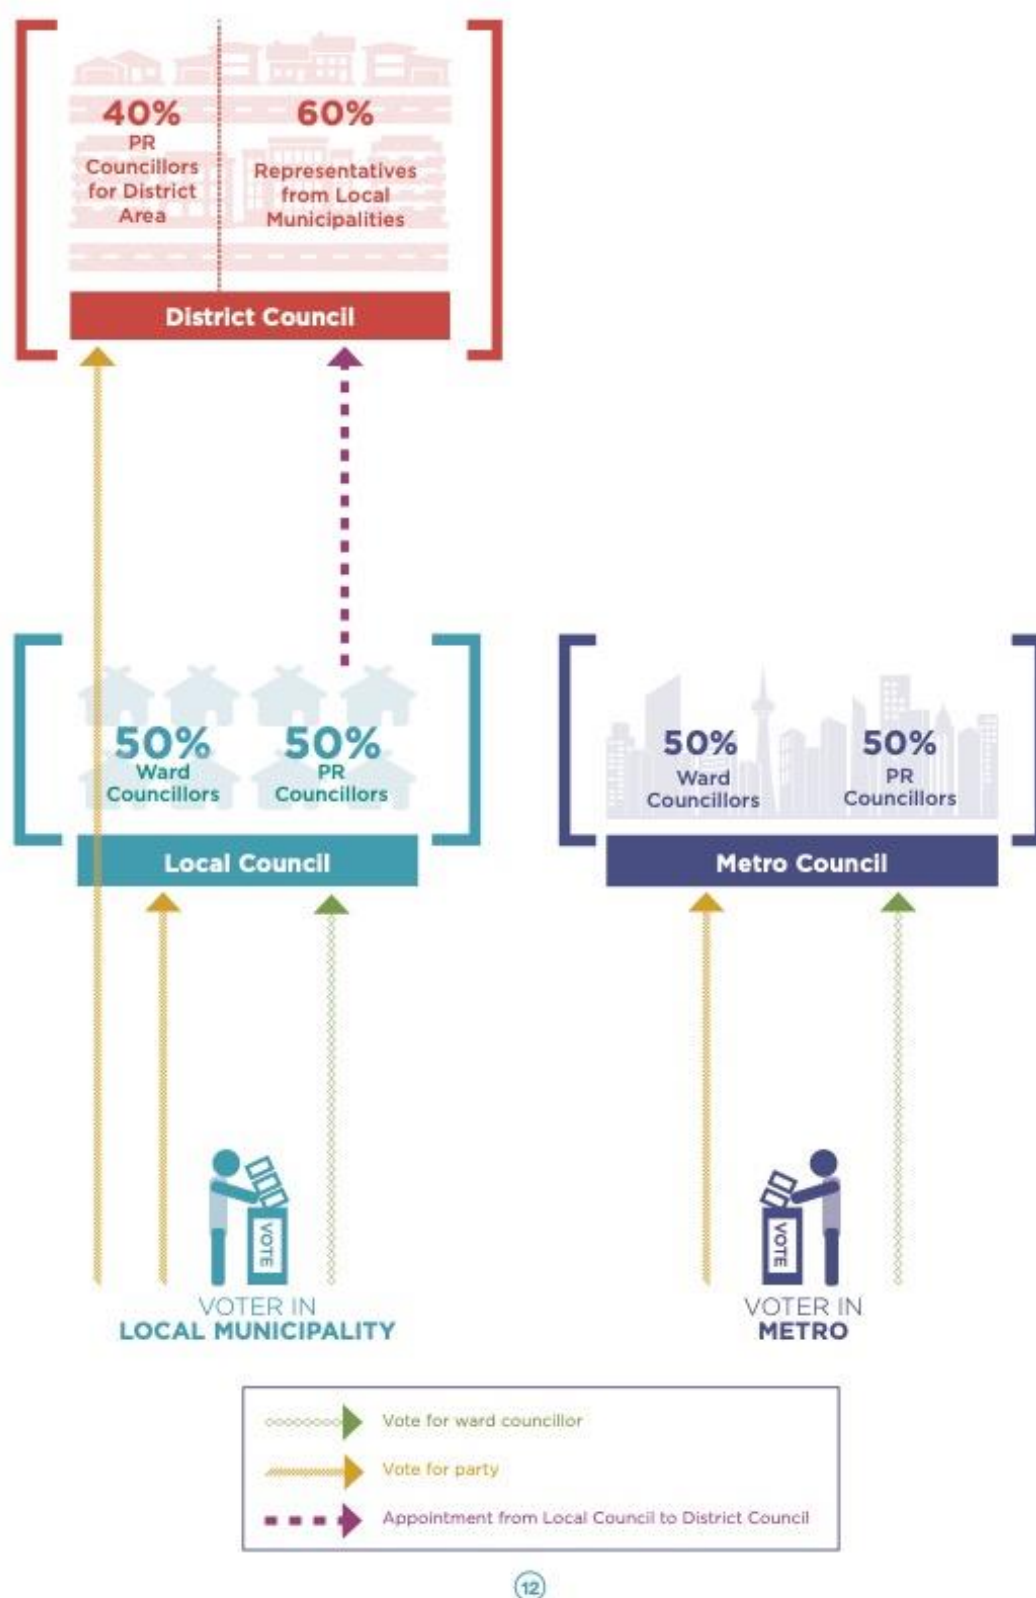 40%
PR
Councillors
for District
Area
60%
Representatives
from Local
Municipalities
District Council
50%
Ward
Councillors
50%
PR
Councillors
Local Council
50%
Ward
Councillors
50%
PR
Councillors
Metro Council
VOTE
VOTER IN
LOCAL MUNICIPALITY
VOTE
VOTER IN
METRO
Vote for ward councillor
Vote for party
Appointment from Local Council to District Council
12